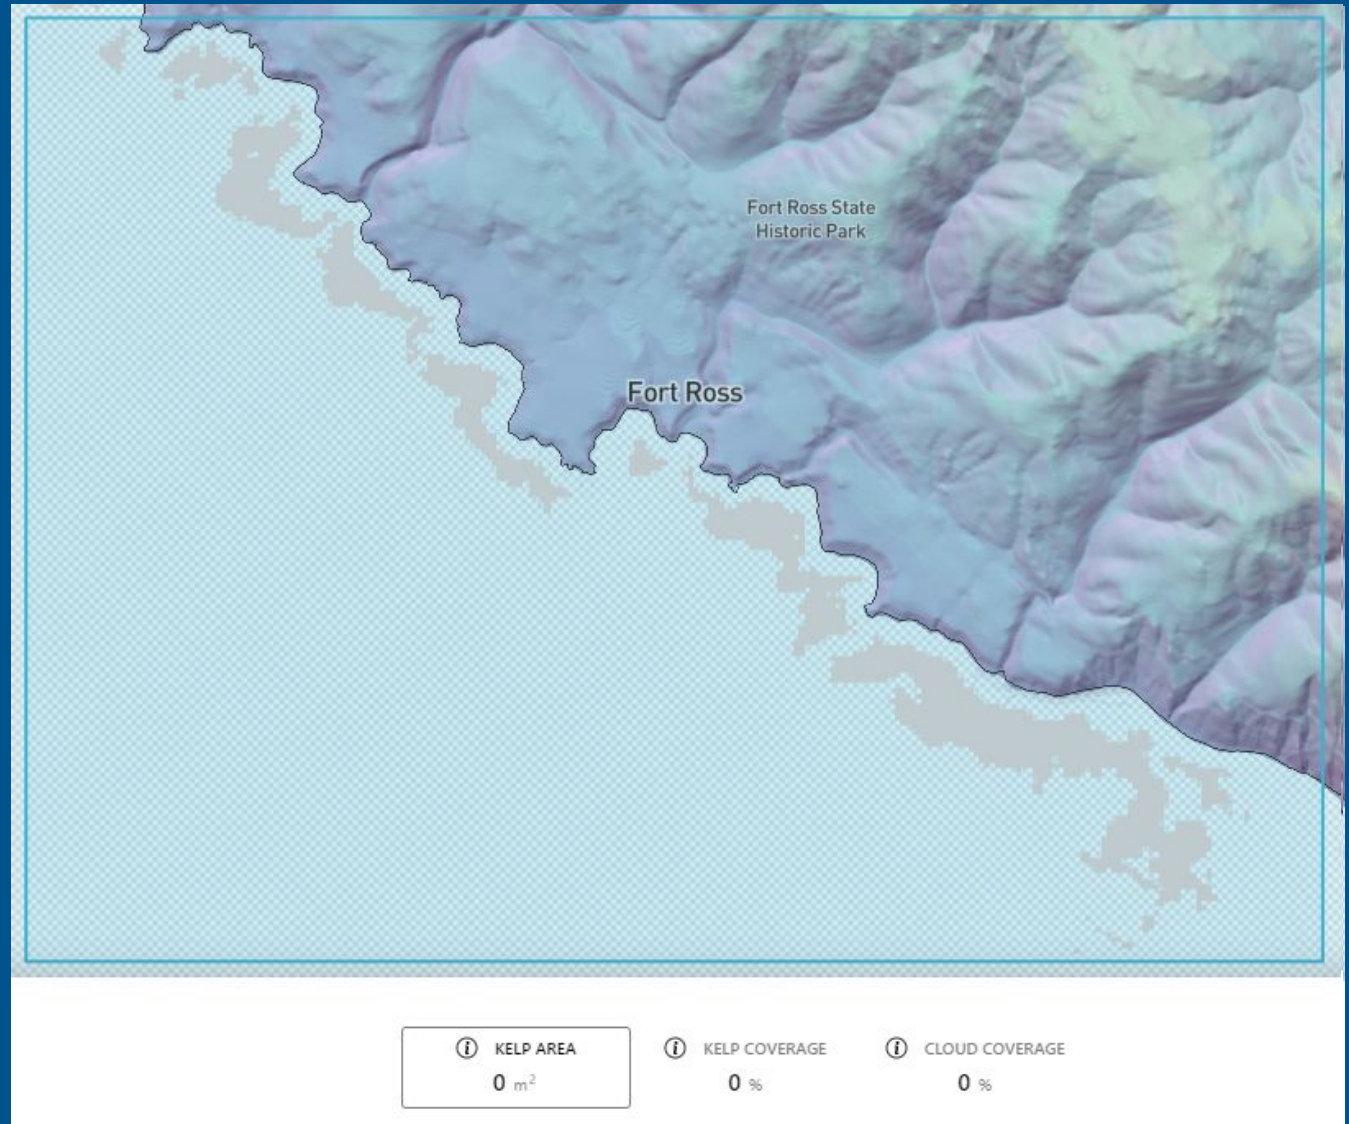 Fort Ross State
Historic Park
Fort Ross
i KELP AREA
0 m²
i KELP COVERAGE
0 %
i CLOUD COVERAGE
0 %